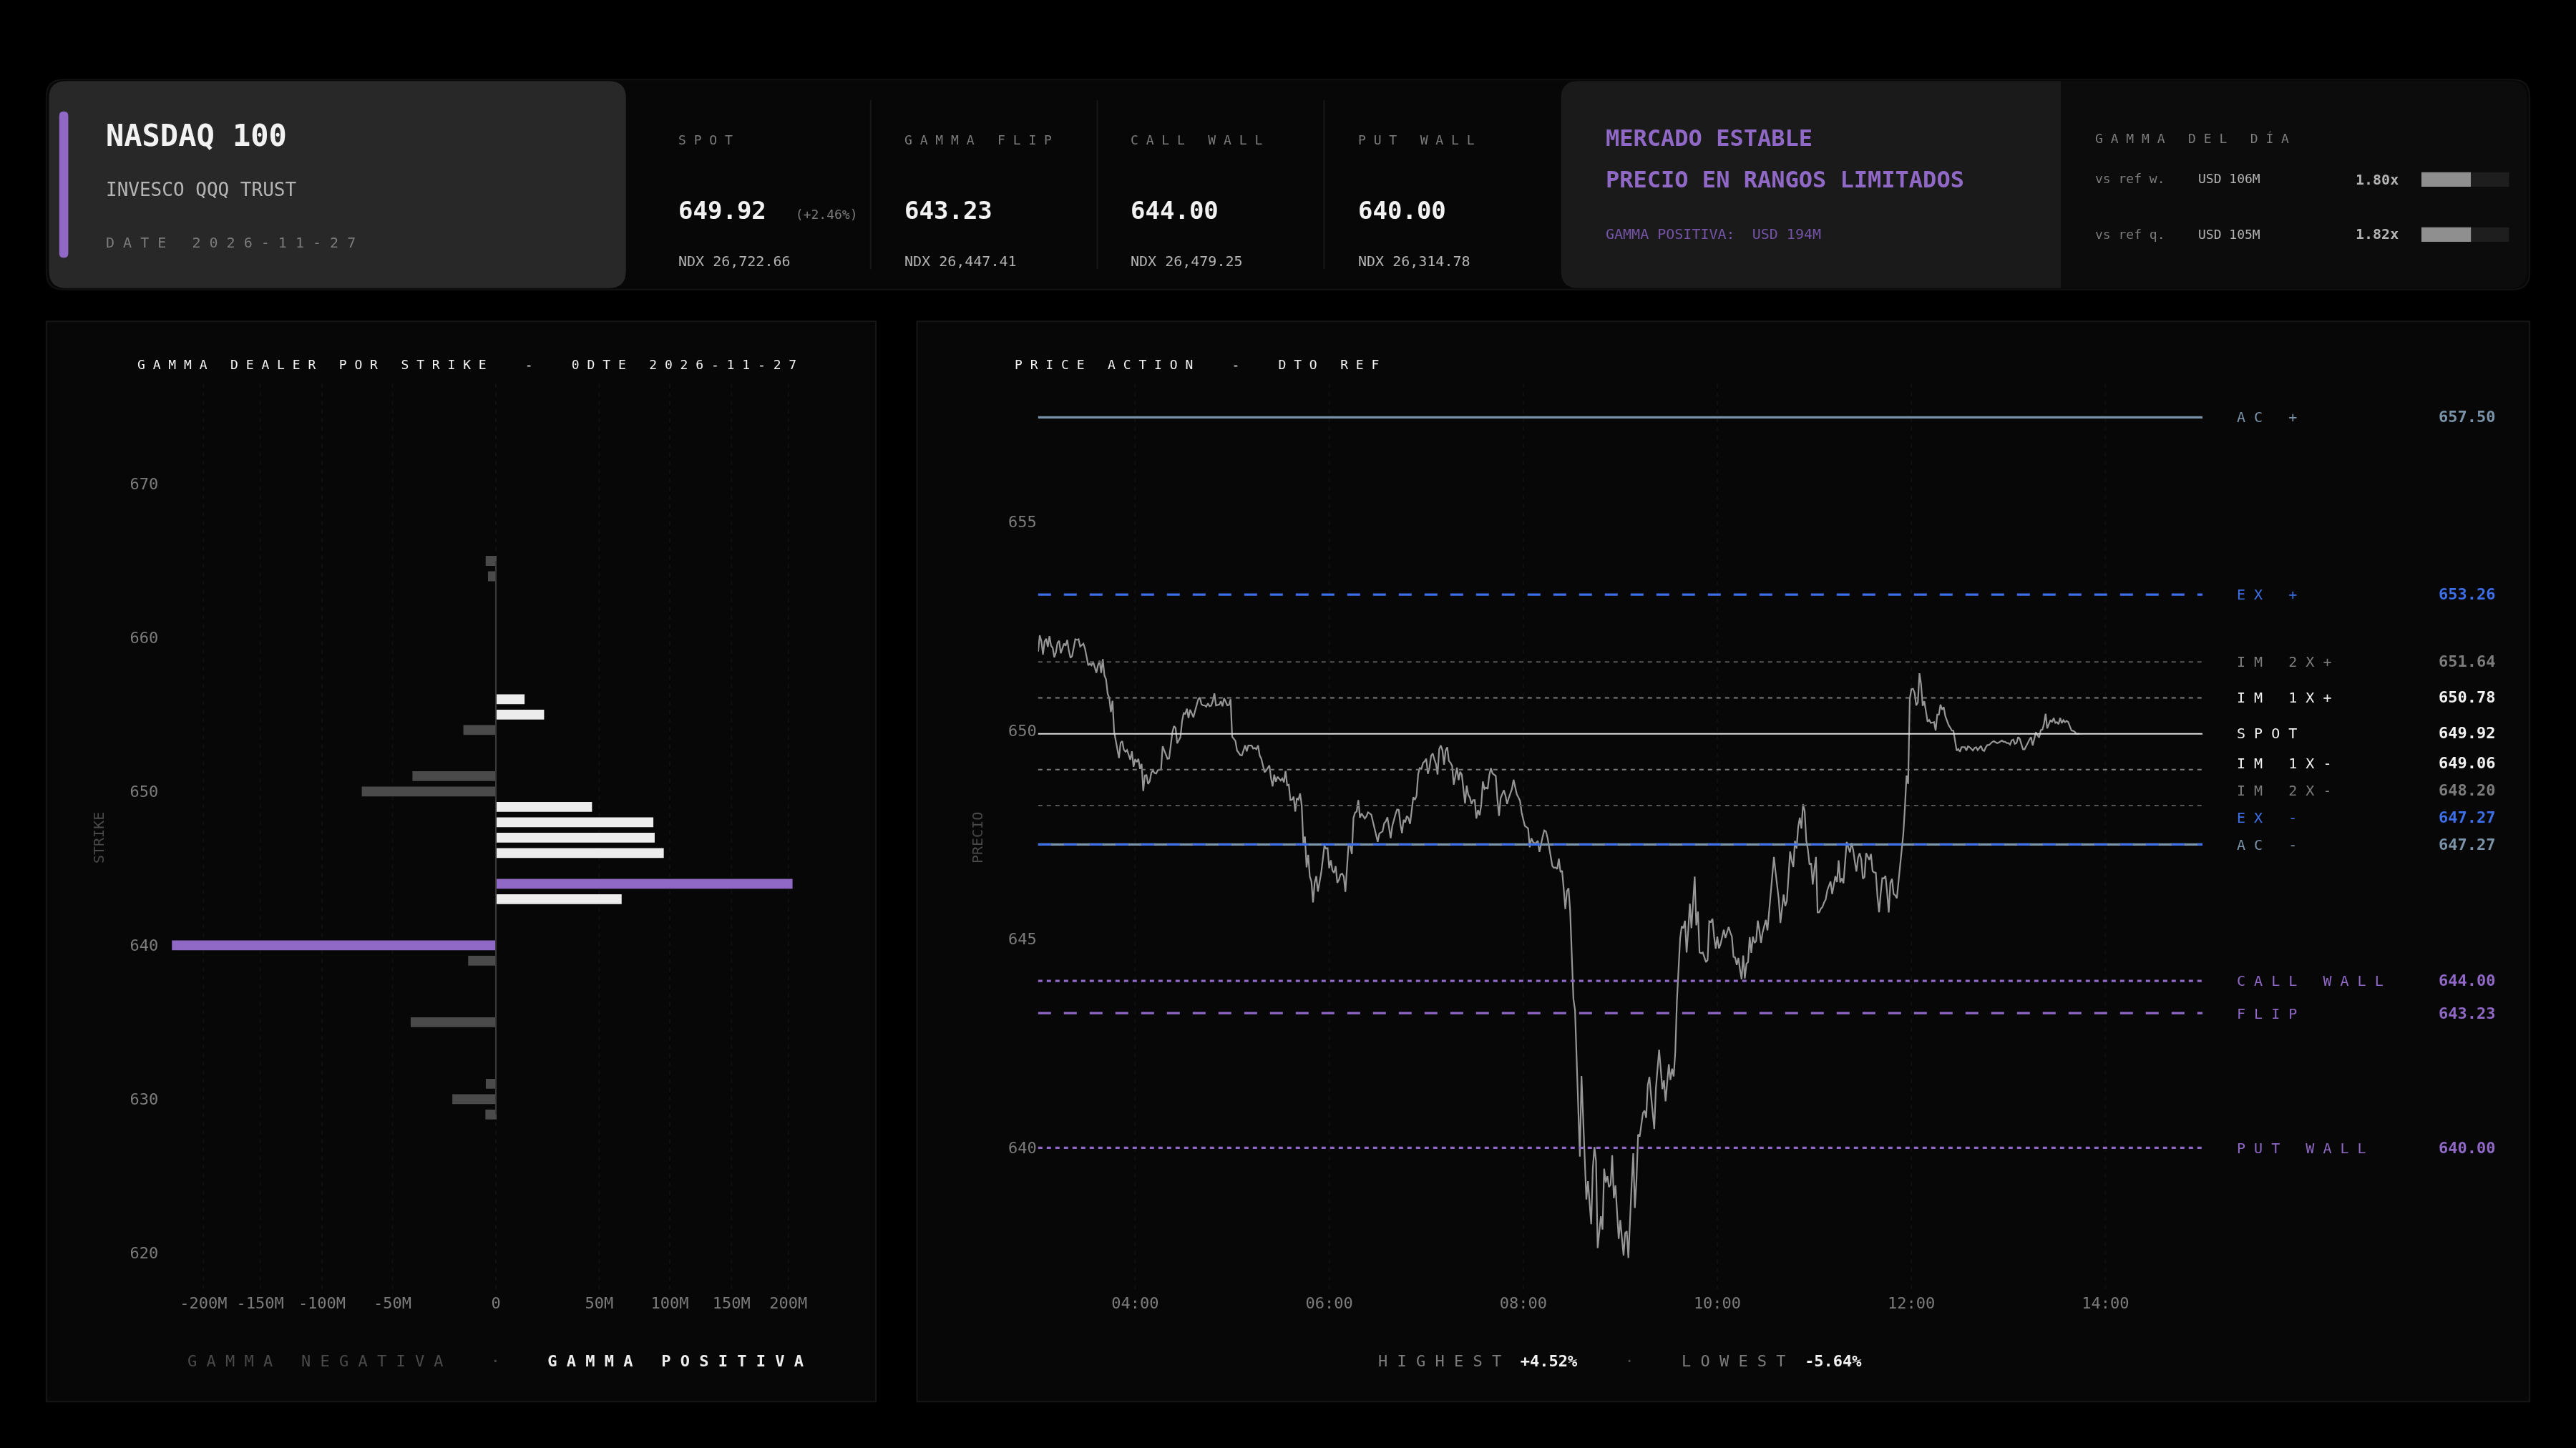 NASDAQ 100
INVESCO QQQ TRUST
DATE 2026-11-27
SPOT
649.92 (+2.46%)
NDX 26,722.66
GAMMA FLIP
643.23
NDX 26,447.41
CALL WALL
644.00
NDX 26,479.25
PUT WALL
640.00
NDX 26,314.78
MERCADO ESTABLE
PRECIO EN RANGOS LIMITADOS
GAMMA POSITIVA: USD 194M
GAMMA DEL DÍA
vs ref w. USD 106M 1.80x
vs ref q. USD 105M 1.82x
GAMMA DEALER POR STRIKE - 0DTE 2026-11-27
STRIKE
670
660
650
640
630
620
-200M -150M -100M -50M 0 50M 100M 150M 200M
GAMMA NEGATIVA · GAMMA POSITIVA
PRICE ACTION - DTO REF
PRECIO
655
650
645
640
04:00 06:00 08:00 10:00 12:00 14:00
AC + 657.50
EX + 653.26
IM 2X+ 651.64
IM 1X+ 650.78
SPOT 649.92
IM 1X- 649.06
IM 2X- 648.20
EX - 647.27
AC - 647.27
CALL WALL 644.00
FLIP 643.23
PUT WALL 640.00
HIGHEST +4.52% · LOWEST -5.64%